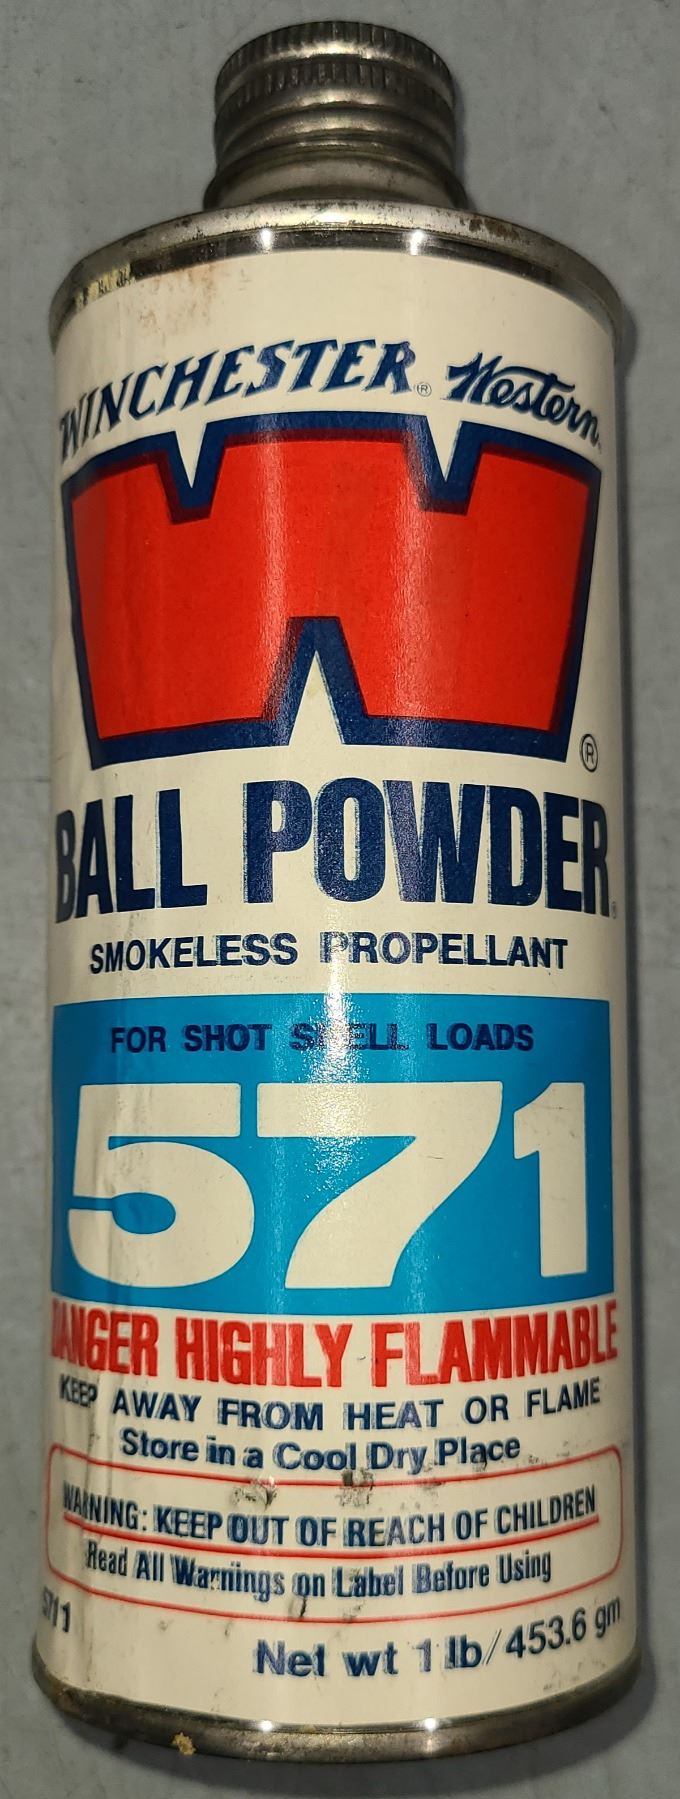 WINCHESTER® Western
W®
BALL POWDER
SMOKELESS PROPELLANT
FOR SHOT SHELL LOADS
571
DANGER HIGHLY FLAMMABLE
KEEP AWAY FROM HEAT OR FLAME
Store in a Cool Dry Place
WARNING: KEEP OUT OF REACH OF CHILDREN
Read All Warnings on Label Before Using
5711
Net wt 1 lb/453.6 gm